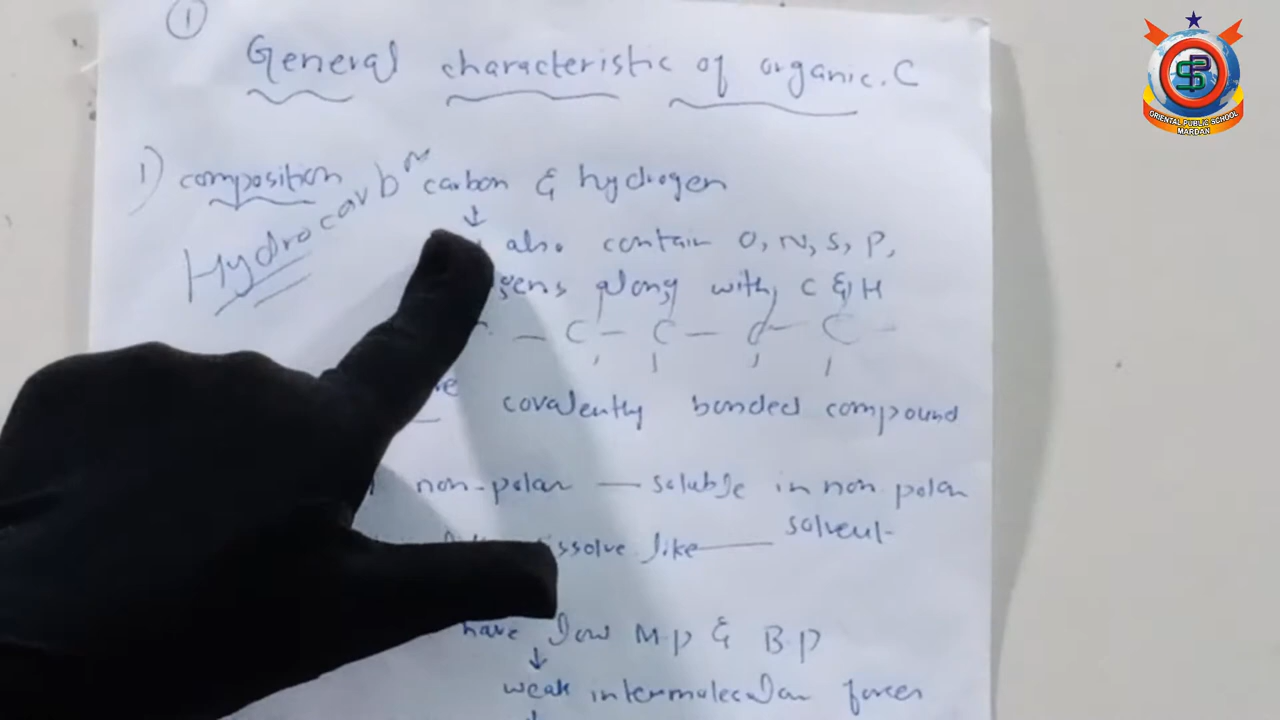 1
General characteristic of organic. C
1) composition carbon & hydrogen
Hydrocarbon
also contain O, N, S, P,
gens along with C & H
— C — C — C — C —
covalently bonded compound
non-polar — soluble in non polar
solvent
issolve like
have low M.p & B.p
weak intermolecular forces
ORIENTAL PUBLIC SCHOOL
MARDAN